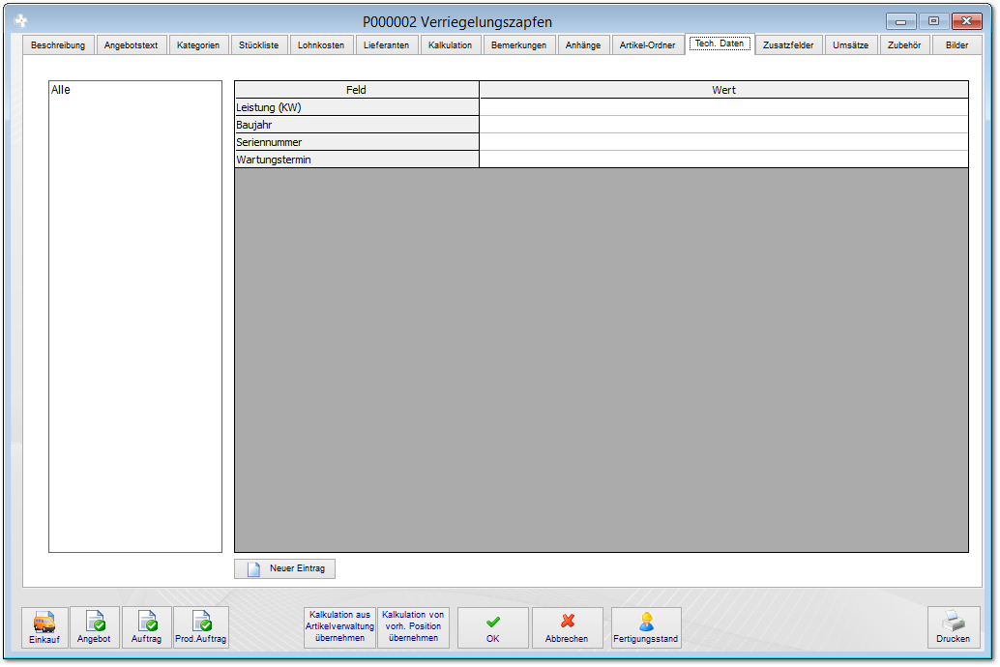 P000002 Verriegelungszapfen
Beschreibung Angebotstext Kategorien Stückliste Lohnkosten Lieferanten Kalkulation Bemerkungen Anhänge Artikel-Ordner Tech. Daten Zusatzfelder Umsätze Zubehör Bilder
Alle
Feld Wert
Leistung (KW)
Baujahr
Seriennummer
Wartungstermin
Neuer Eintrag
Einkauf
Angebot
Auftrag
Prod.Auftrag
Kalkulation aus
Artikelverwaltung
übernehmen
Kalkulation von
vorh. Position
übernehmen
OK
Abbrechen
Fertigungsstand
Drucken